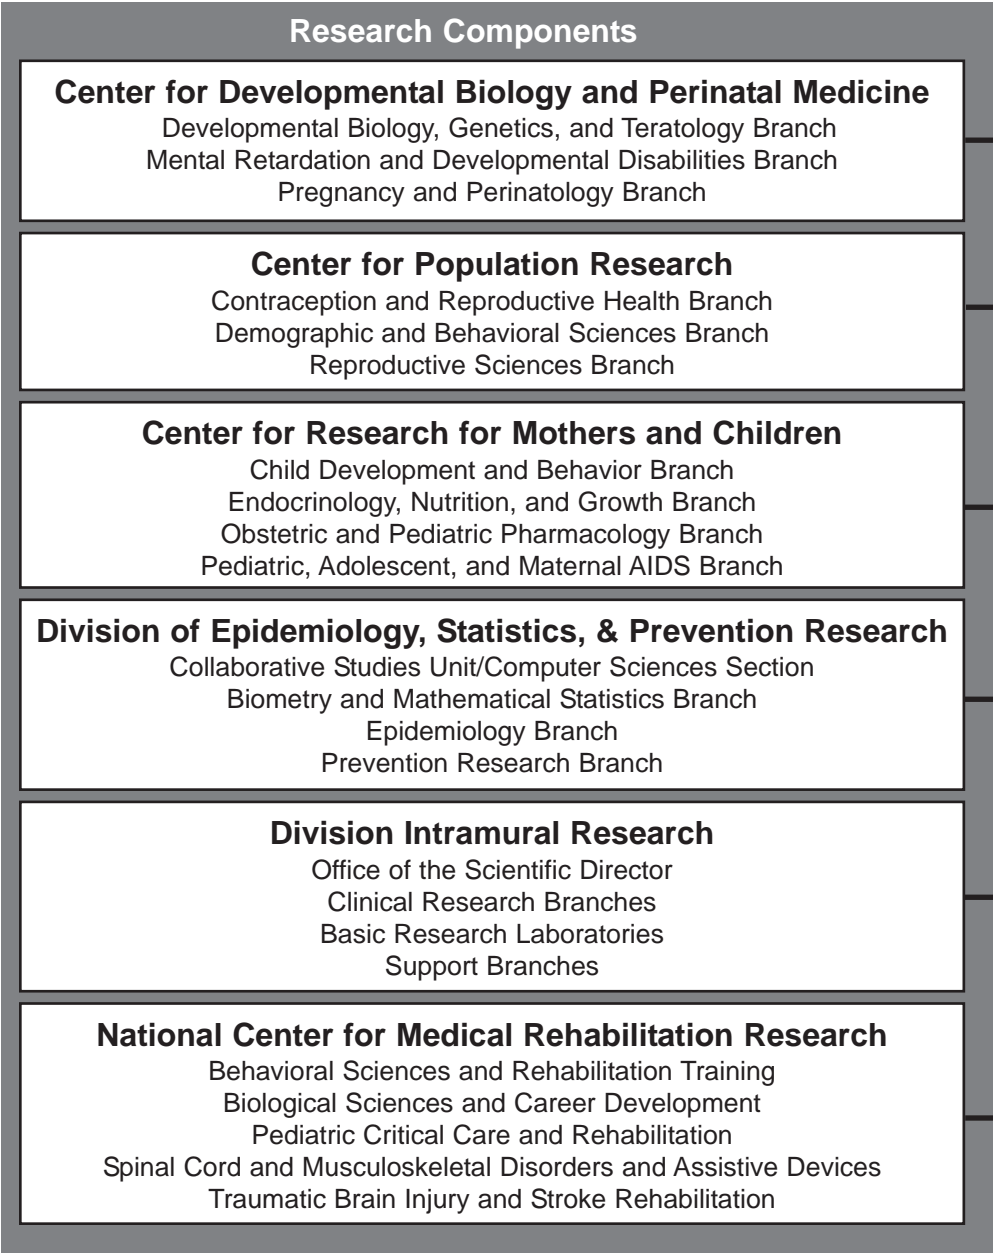 Research Components
Center for Developmental Biology and Perinatal Medicine
Developmental Biology, Genetics, and Teratology Branch
Mental Retardation and Developmental Disabilities Branch
Pregnancy and Perinatology Branch
Center for Population Research
Contraception and Reproductive Health Branch
Demographic and Behavioral Sciences Branch
Reproductive Sciences Branch
Center for Research for Mothers and Children
Child Development and Behavior Branch
Endocrinology, Nutrition, and Growth Branch
Obstetric and Pediatric Pharmacology Branch
Pediatric, Adolescent, and Maternal AIDS Branch
Division of Epidemiology, Statistics, & Prevention Research
Collaborative Studies Unit/Computer Sciences Section
Biometry and Mathematical Statistics Branch
Epidemiology Branch
Prevention Research Branch
Division Intramural Research
Office of the Scientific Director
Clinical Research Branches
Basic Research Laboratories
Support Branches
National Center for Medical Rehabilitation Research
Behavioral Sciences and Rehabilitation Training
Biological Sciences and Career Development
Pediatric Critical Care and Rehabilitation
Spinal Cord and Musculoskeletal Disorders and Assistive Devices
Traumatic Brain Injury and Stroke Rehabilitation